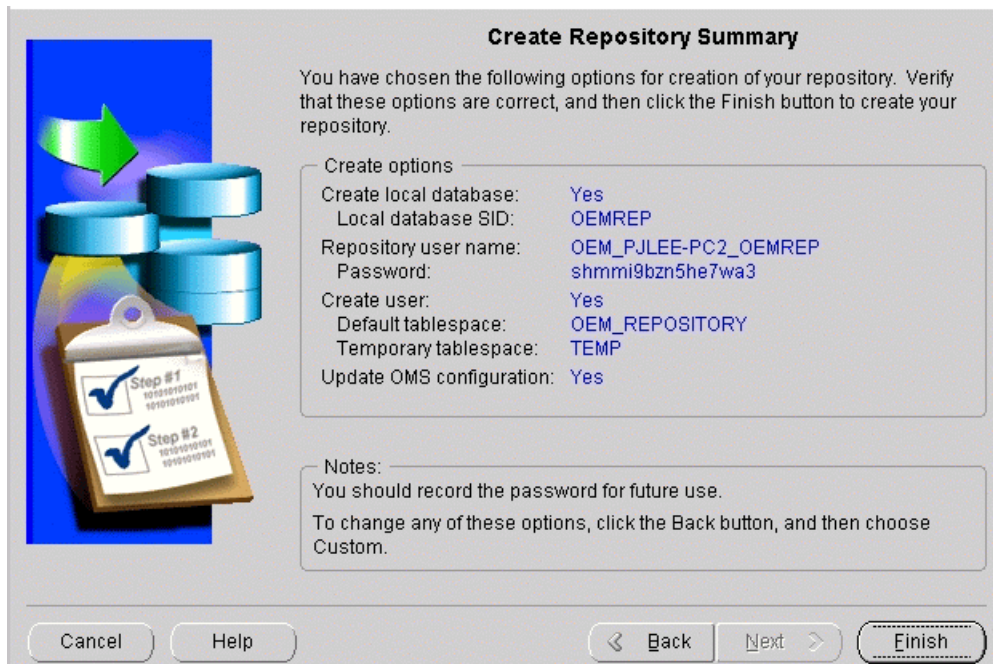 Create Repository Summary
You have chosen the following options for creation of your repository. Verify
that these options are correct, and then click the Finish button to create your
repository.
Create options
Create local database: Yes
Local database SID: OEMREP
Repository user name: OEM_PJLEE-PC2_OEMREP
Password: shmmi9bzn5he7wa3
Create user: Yes
Default tablespace: OEM_REPOSITORY
Temporary tablespace: TEMP
Update OMS configuration: Yes
Step #1
10101010101
10101010101
Step #2
10101010101
10101010101
Notes:
You should record the password for future use.
To change any of these options, click the Back button, and then choose
Custom.
Cancel Help Back Next Finish